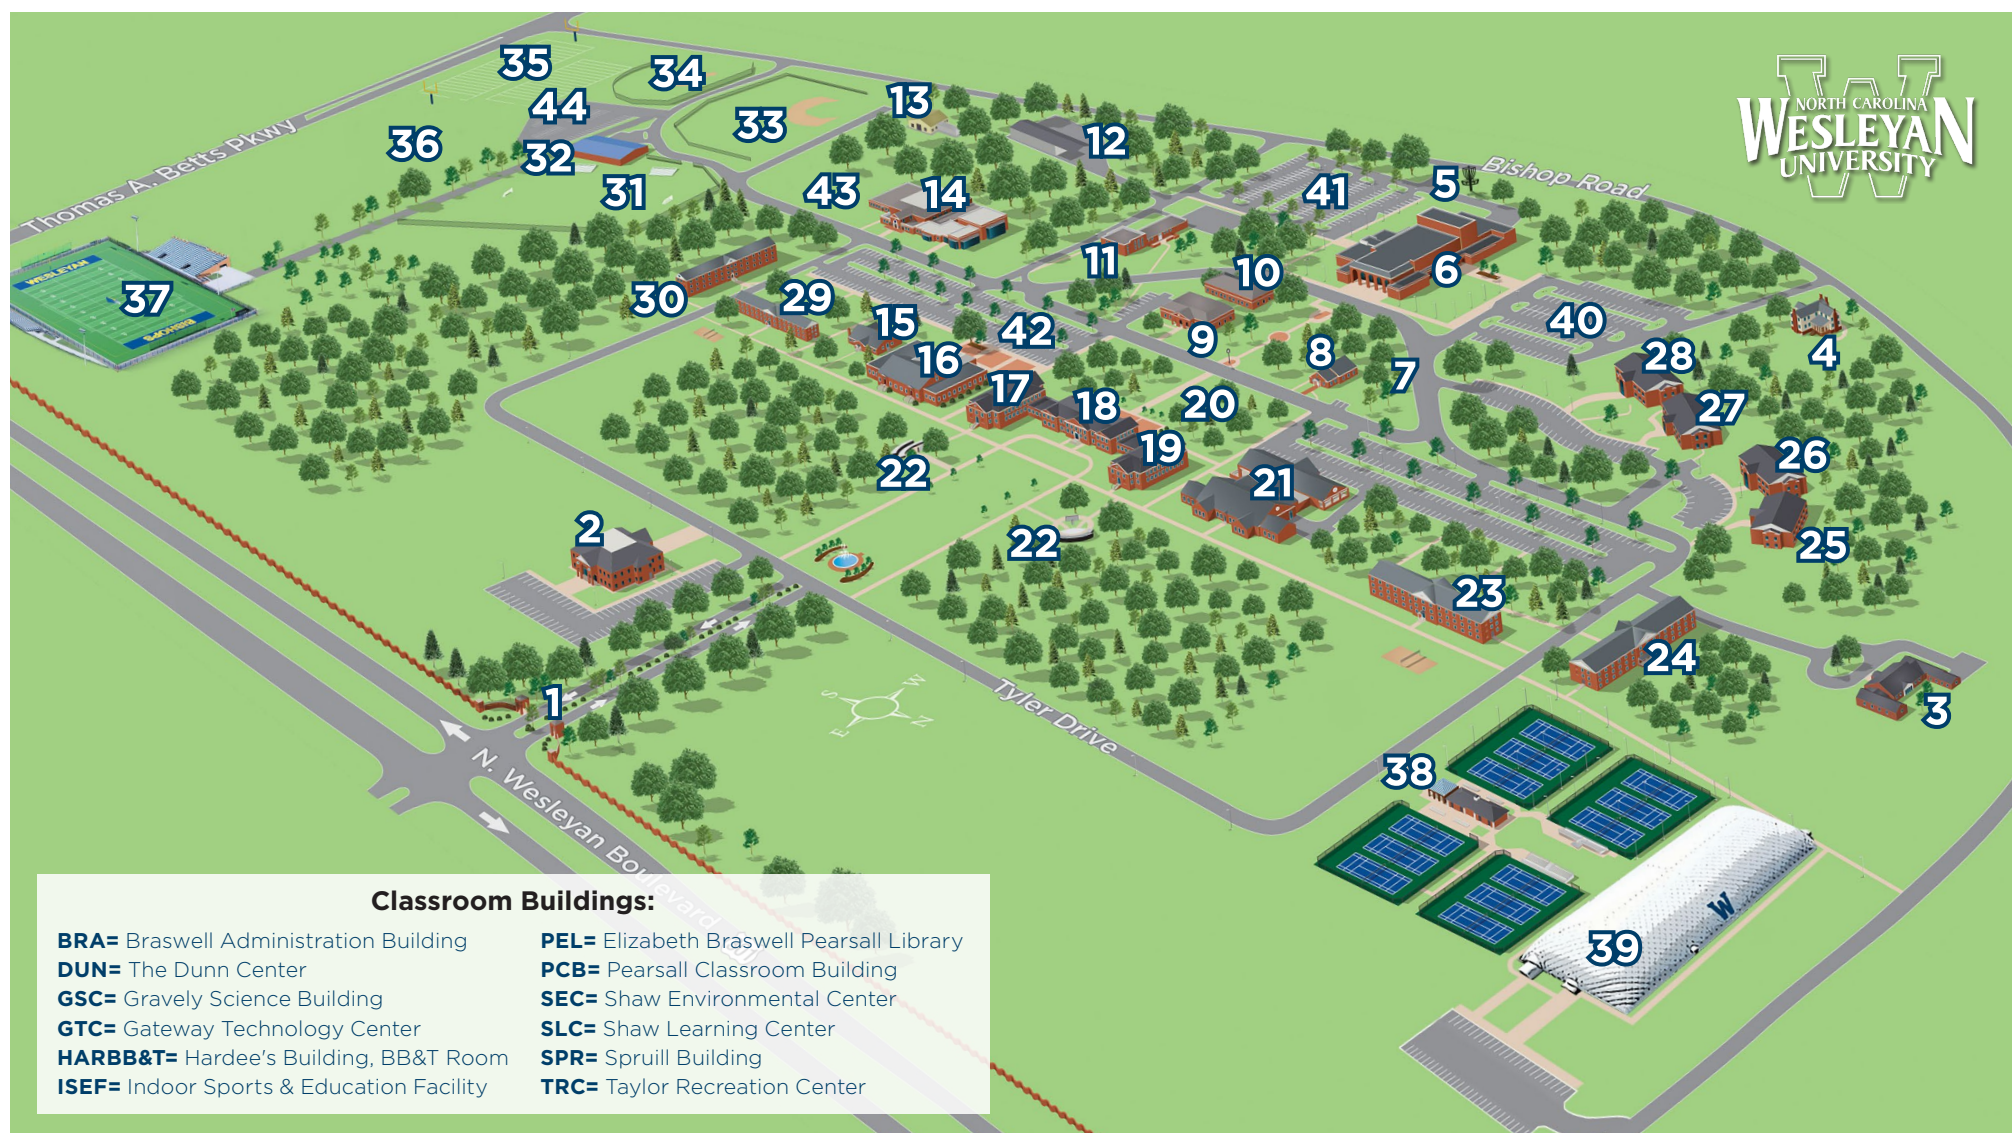 35
34
44
13
33
NORTH CAROLINA
WESLEYAN
UNIVERSITY
36
32
12
Thomas A. Betts Pkwy
Bishop Road
31
43
14
5
41
11
10
6
WESLEYAN
37
BISHOPS
30
29
15
42
9
40
8
28
4
16
17
7
18
20
27
19
26
22
21
2
22
25
23
24
1
S
W
E
N
Tyler Drive
3
N. Wesleyan Boulevard
301
38
39
W
Classroom Buildings:
BRA= Braswell Administration Building
DUN= The Dunn Center
GSC= Gravely Science Building
GTC= Gateway Technology Center
HARBB&T= Hardee's Building, BB&T Room
ISEF= Indoor Sports & Education Facility
PEL= Elizabeth Braswell Pearsall Library
PCB= Pearsall Classroom Building
SEC= Shaw Environmental Center
SLC= Shaw Learning Center
SPR= Spruill Building
TRC= Taylor Recreation Center